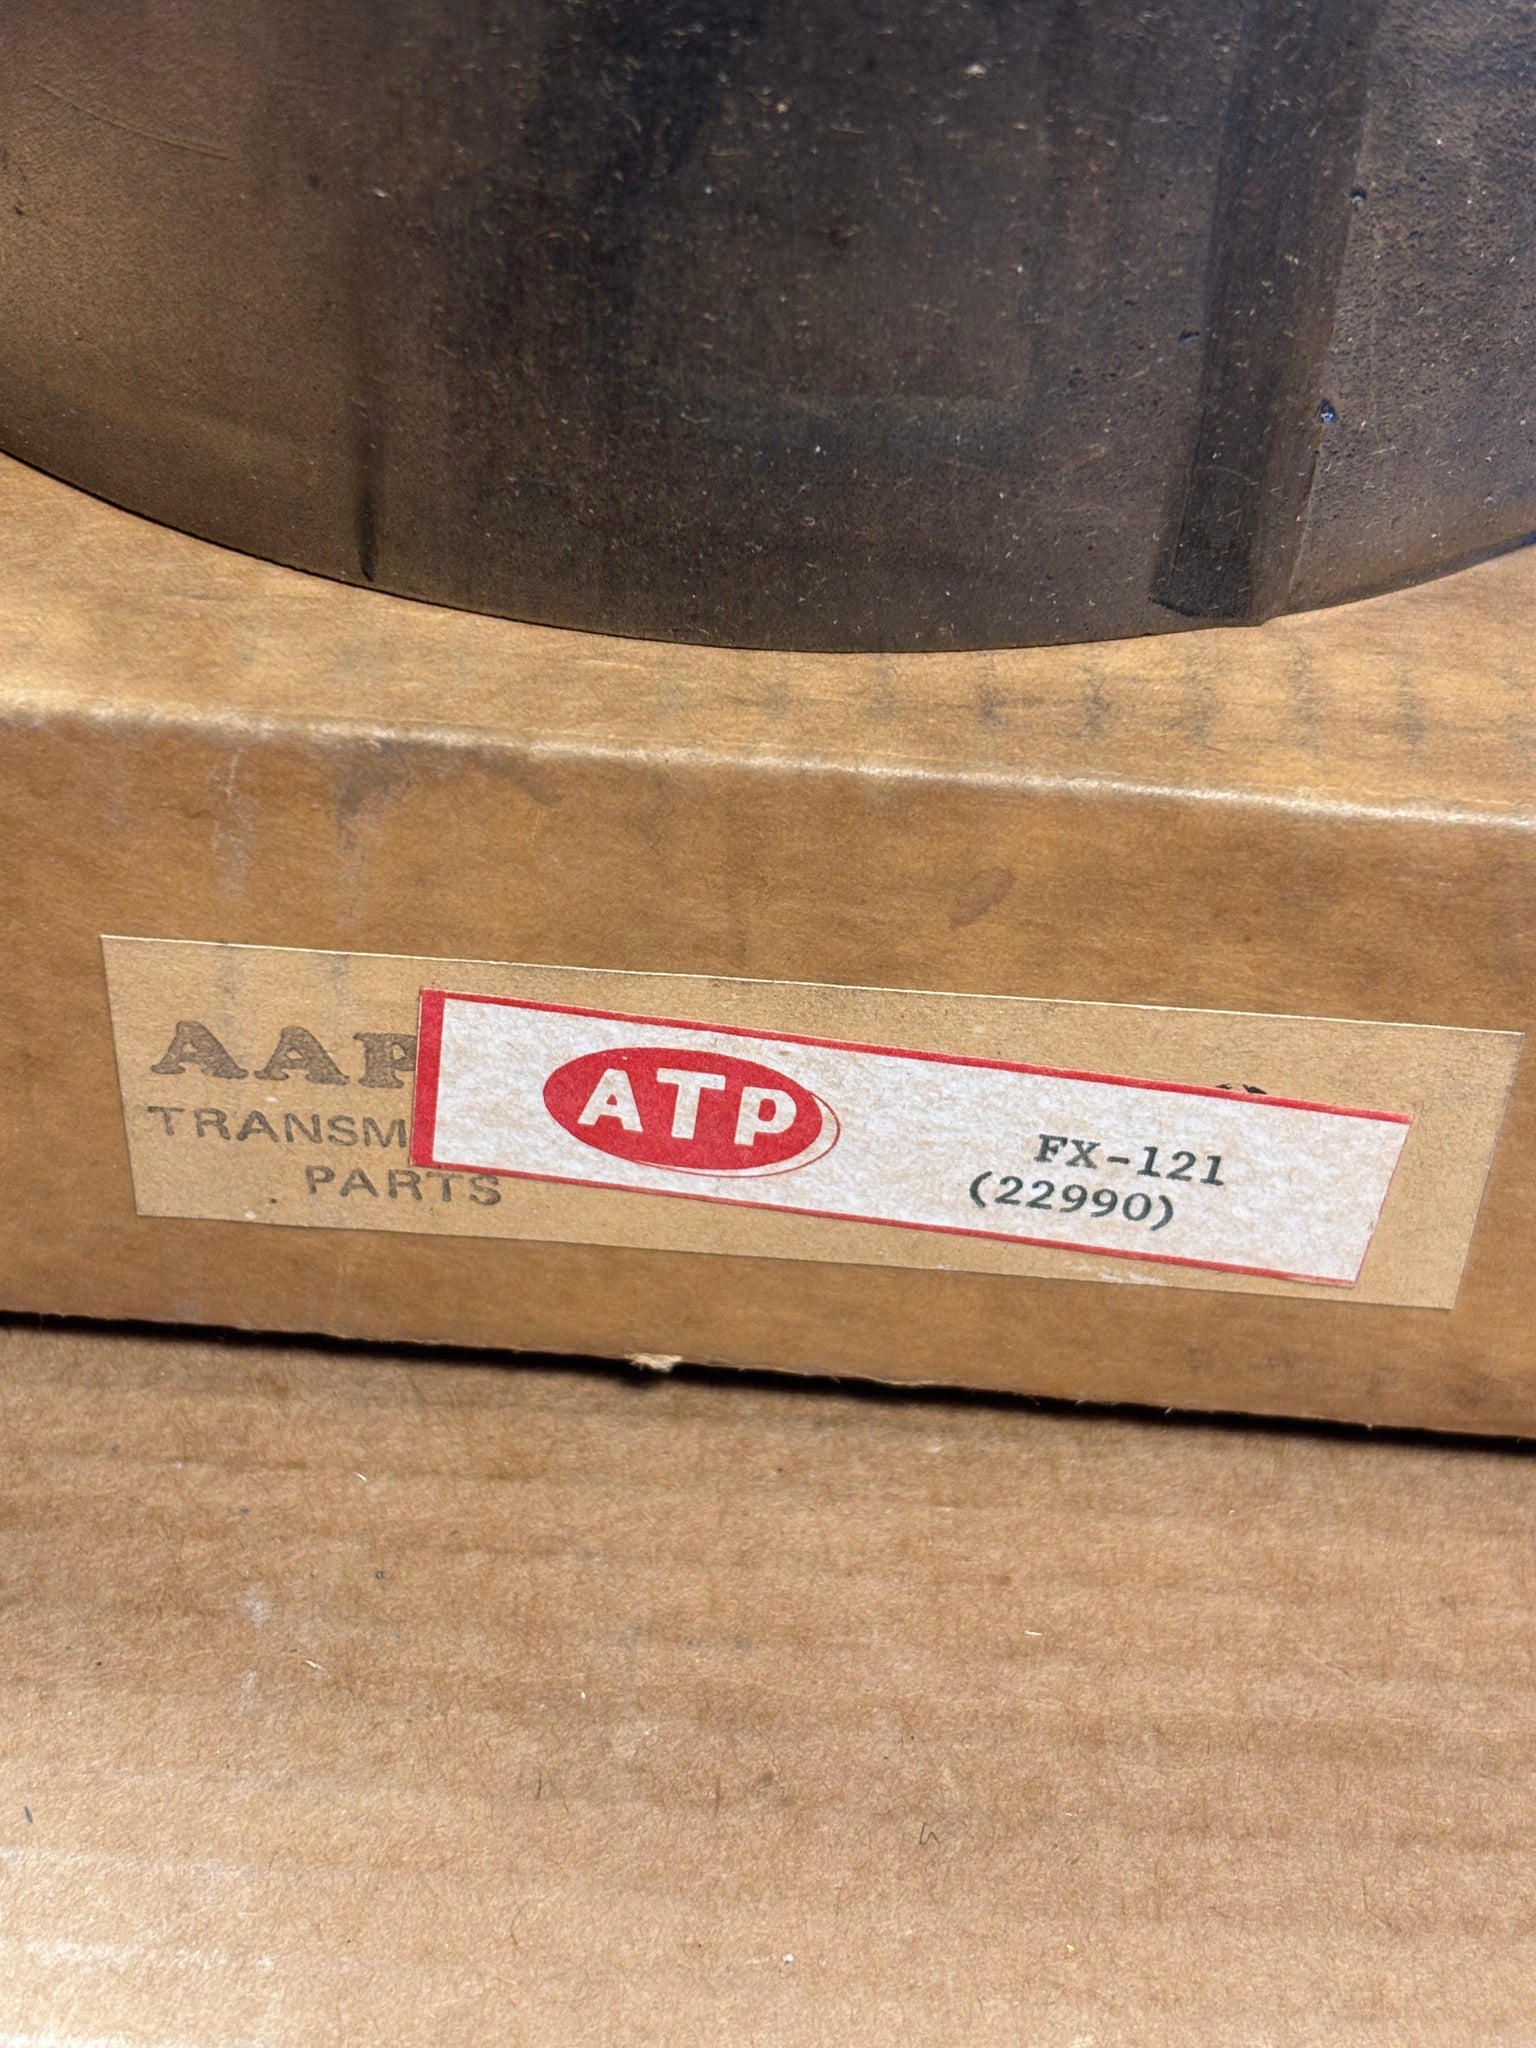 AAP
TRANSM
PARTS
ATP
FX-121
(22990)